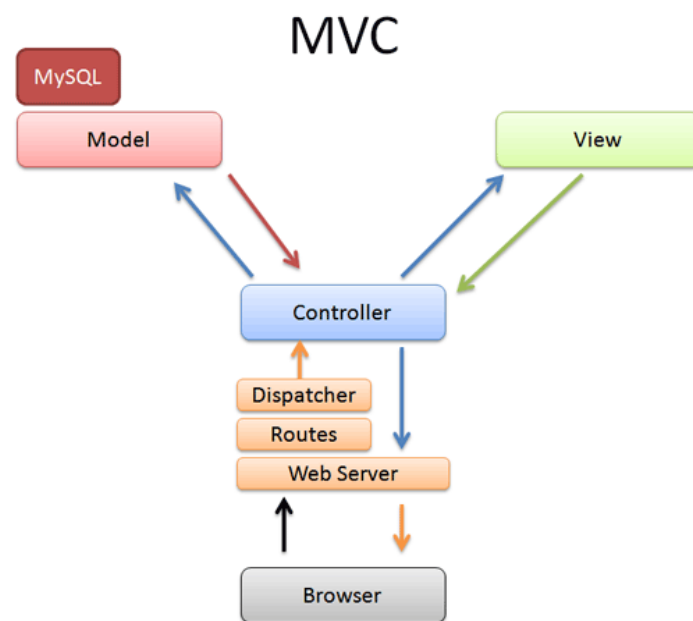 MVC
MySQL
Model
View
Controller
Dispatcher
Routes
Web Server
Browser